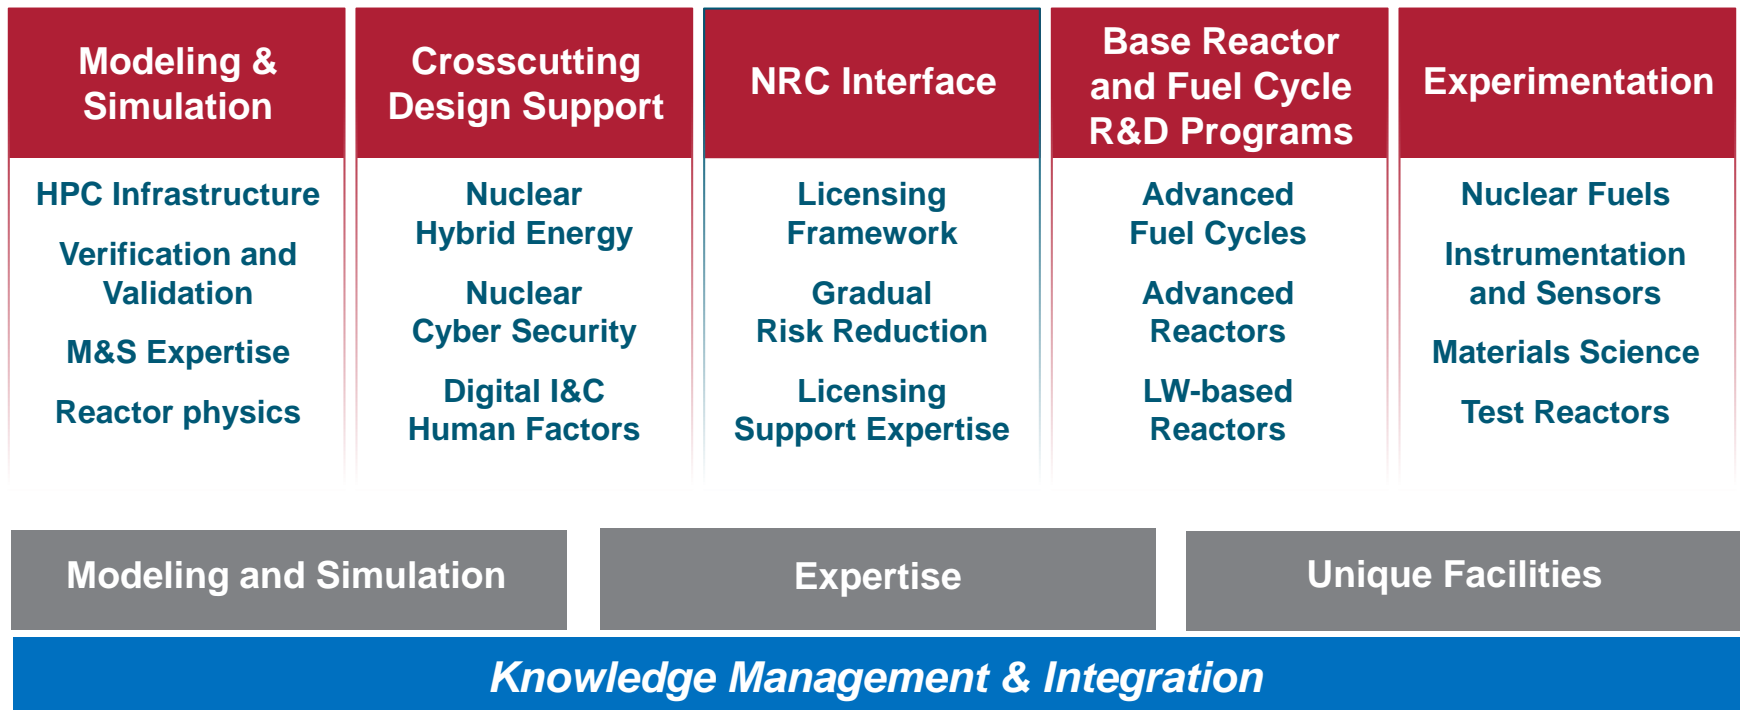 Modeling &
Simulation
HPC Infrastructure
Verification and
Validation
M&S Expertise
Reactor physics
Crosscutting
Design Support
Nuclear
Hybrid Energy
Nuclear
Cyber Security
Digital I&C
Human Factors
NRC Interface
Licensing
Framework
Gradual
Risk Reduction
Licensing
Support Expertise
Base Reactor
and Fuel Cycle
R&D Programs
Advanced
Fuel Cycles
Advanced
Reactors
LW-based
Reactors
Experimentation
Nuclear Fuels
Instrumentation
and Sensors
Materials Science
Test Reactors
Modeling and Simulation
Expertise
Unique Facilities
Knowledge Management & Integration